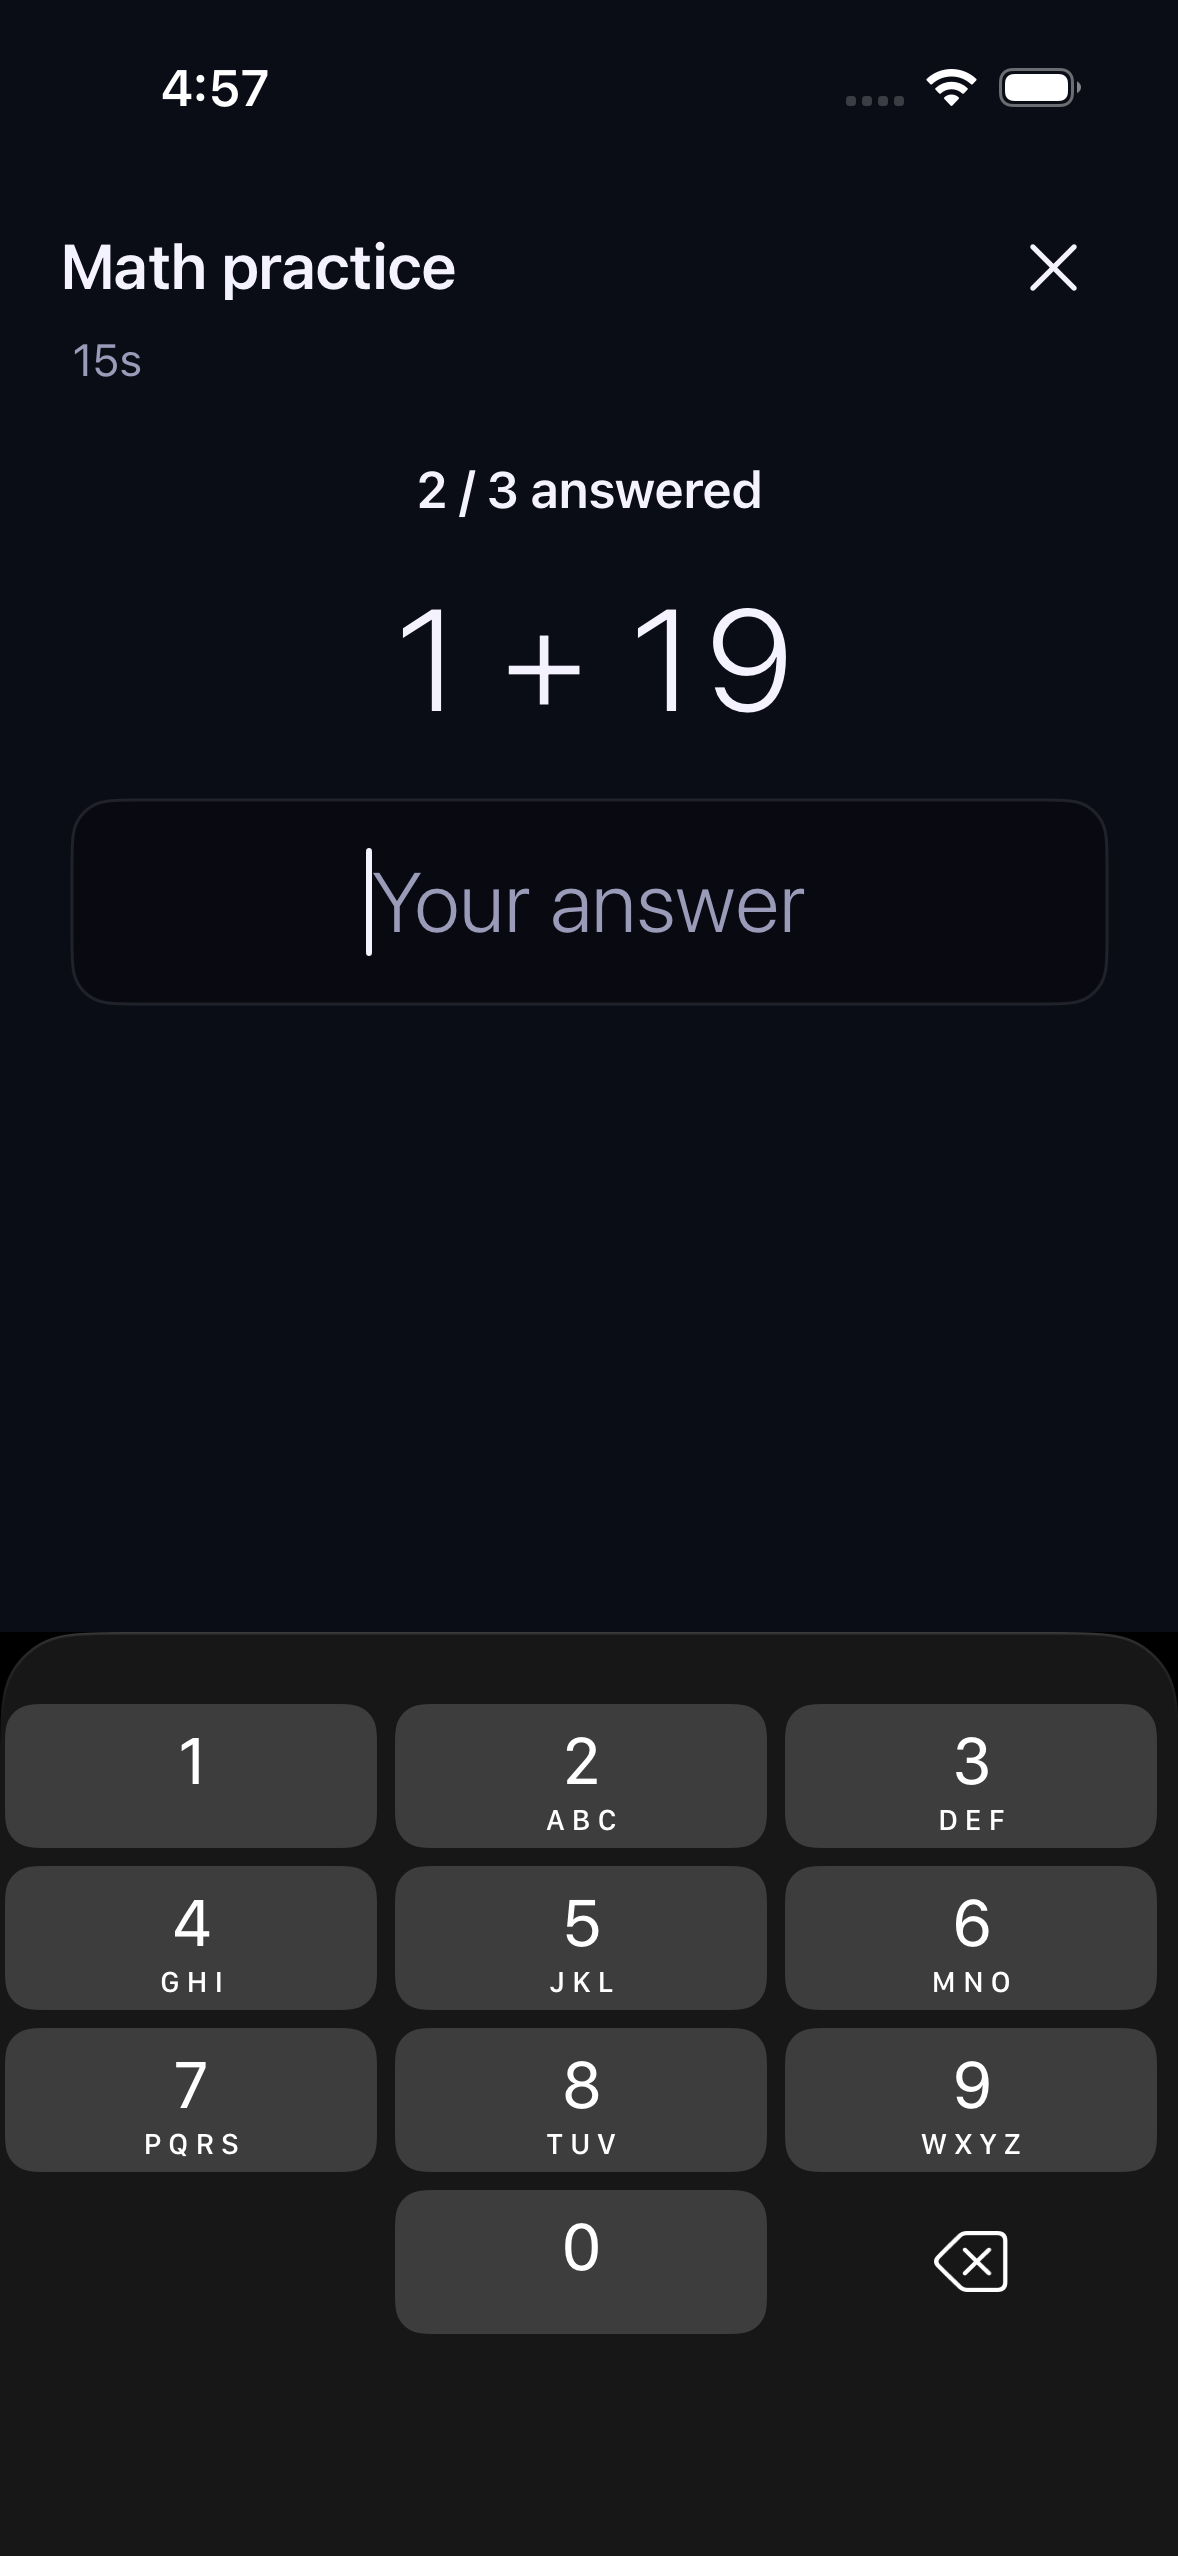 4:57
Math practice
15s
2 / 3 answered
1 + 19
Your answer
1
2
ABC
3
DEF
4
GHI
5
JKL
6
MNO
7
PQRS
8
TUV
9
WXYZ
0